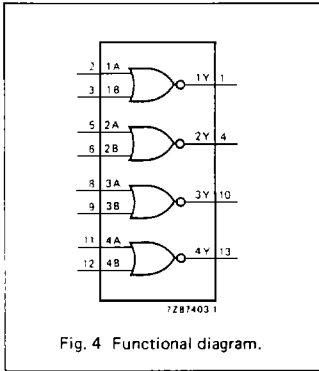 2 1A 1Y 1
3 1B
5 2A 2Y 4
6 2B
8 3A 3Y 10
9 3B
11 4A 4Y 13
12 4B
7Z87403.1
Fig. 4 Functional diagram.